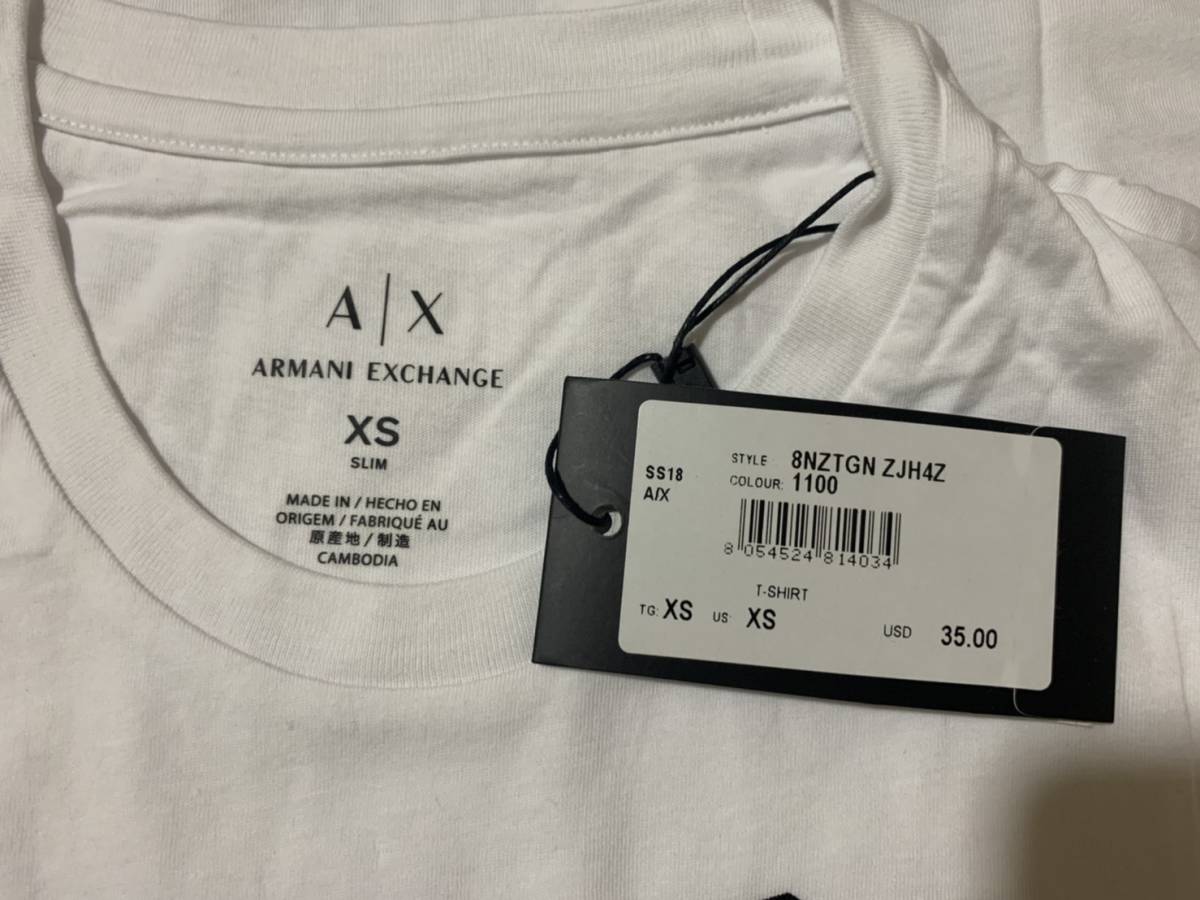 A|X
ARMANI EXCHANGE
XS
SLIM
MADE IN / HECHO EN
ORIGEM / FABRIQUÉ AU
原産地 / 制造
CAMBODIA
SS18
A/X
STYLE 8NZTGN ZJH4Z
COLOUR: 1100
8 054524 814034
T-SHIRT
TG: XS US: XS
USD 35.00